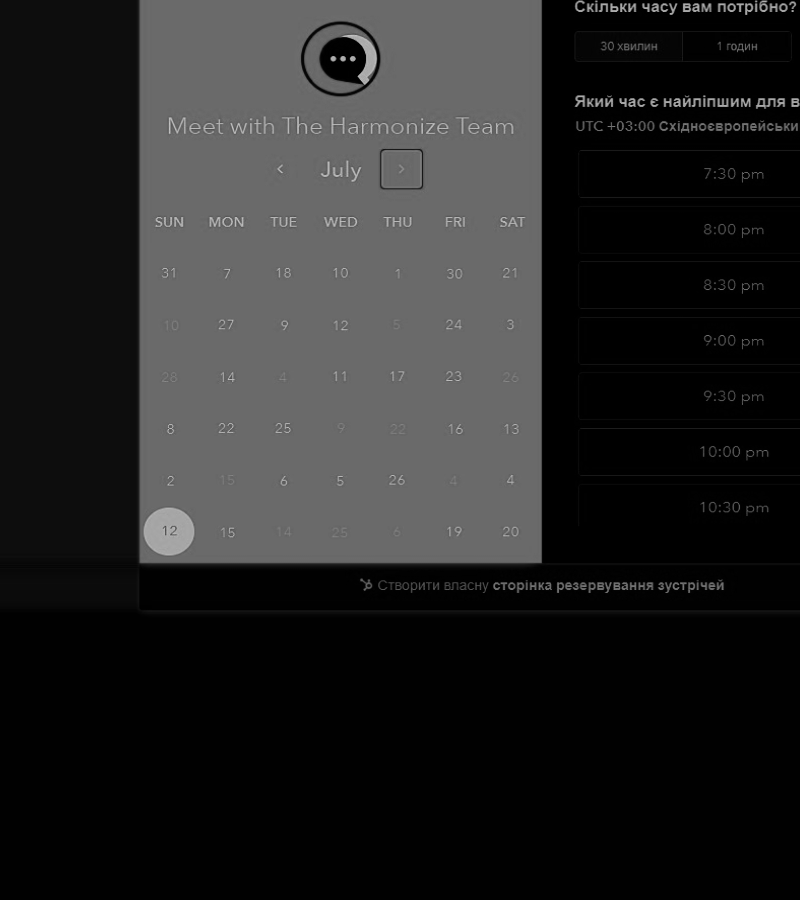 Meet with The Harmonize Team
July
SUN MON TUE WED THU FRI SAT
31 7 18 10 1 30 21
10 27 9 12 5 24 3
28 14 4 11 17 23 26
8 22 25 9 22 16 13
2 15 6 5 26 4 4
12 15 14 25 6 19 20
Скільки часу вам потрібно?
30 хвилин 1 годин
Який час є найліпшим для в
UTC +03:00 Східноєвропейськи
7:30 pm
8:00 pm
8:30 pm
9:00 pm
9:30 pm
10:00 pm
10:30 pm
Створити власну сторінка резервування зустрічей